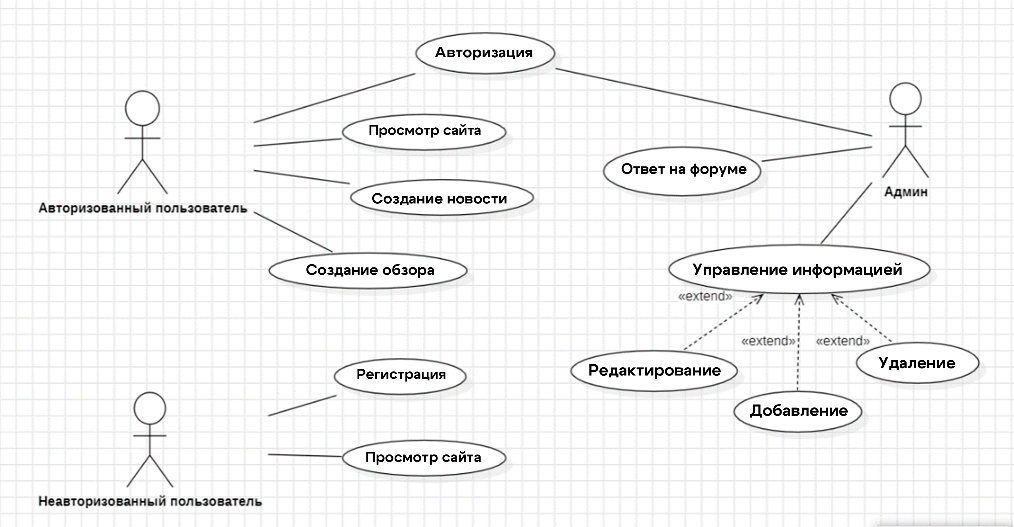 Авторизация
Просмотр сайта
Ответ на форуме
Админ
Создание новости
Авторизованный пользователь
Создание обзора
Управление информацией
«extend»
«extend»
«extend»
Редактирование
Удаление
Добавление
Регистрация
Просмотр сайта
Неавторизованный пользователь